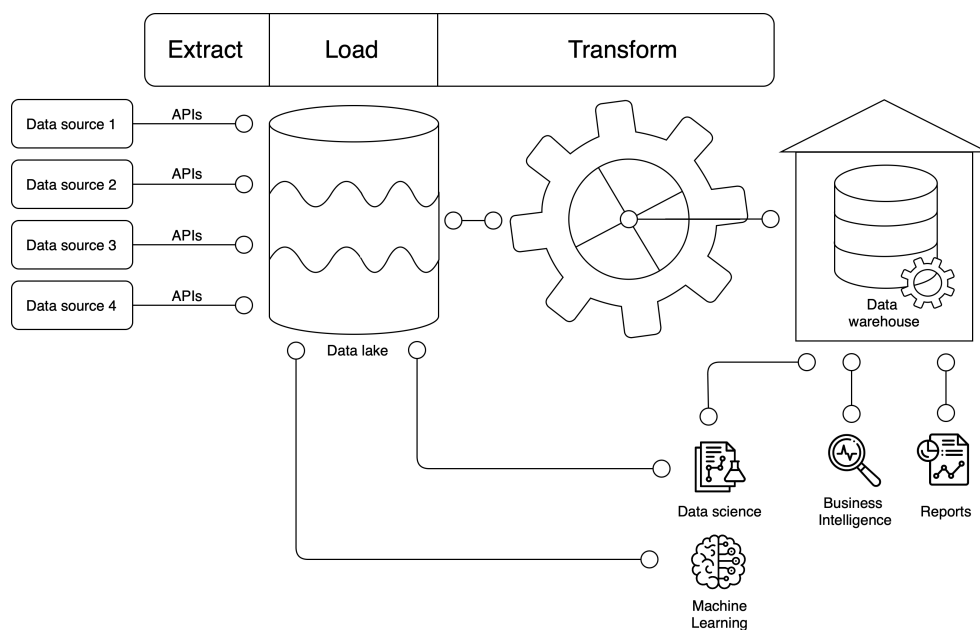 Extract
Load
Transform
Data source 1
APIs
Data source 2
APIs
Data source 3
APIs
Data source 4
APIs
Data lake
Data
warehouse
Data science
Business
Intelligence
Reports
Machine
Learning